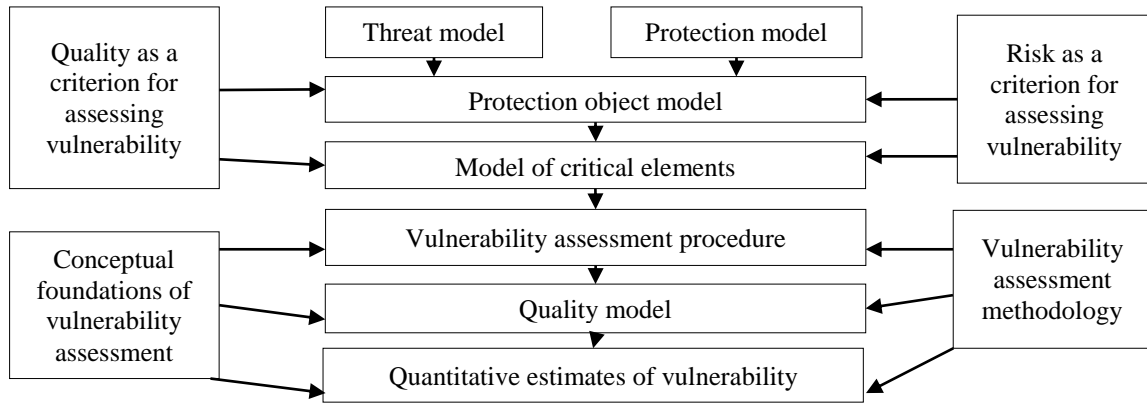 Quality as a
criterion for
assessing
vulnerability
Threat model
Protection model
Risk as a
criterion for
assessing
vulnerability
Protection object model
Model of critical elements
Vulnerability assessment procedure
Conceptual
foundations of
vulnerability
assessment
Vulnerability
assessment
methodology
Quality model
Quantitative estimates of vulnerability